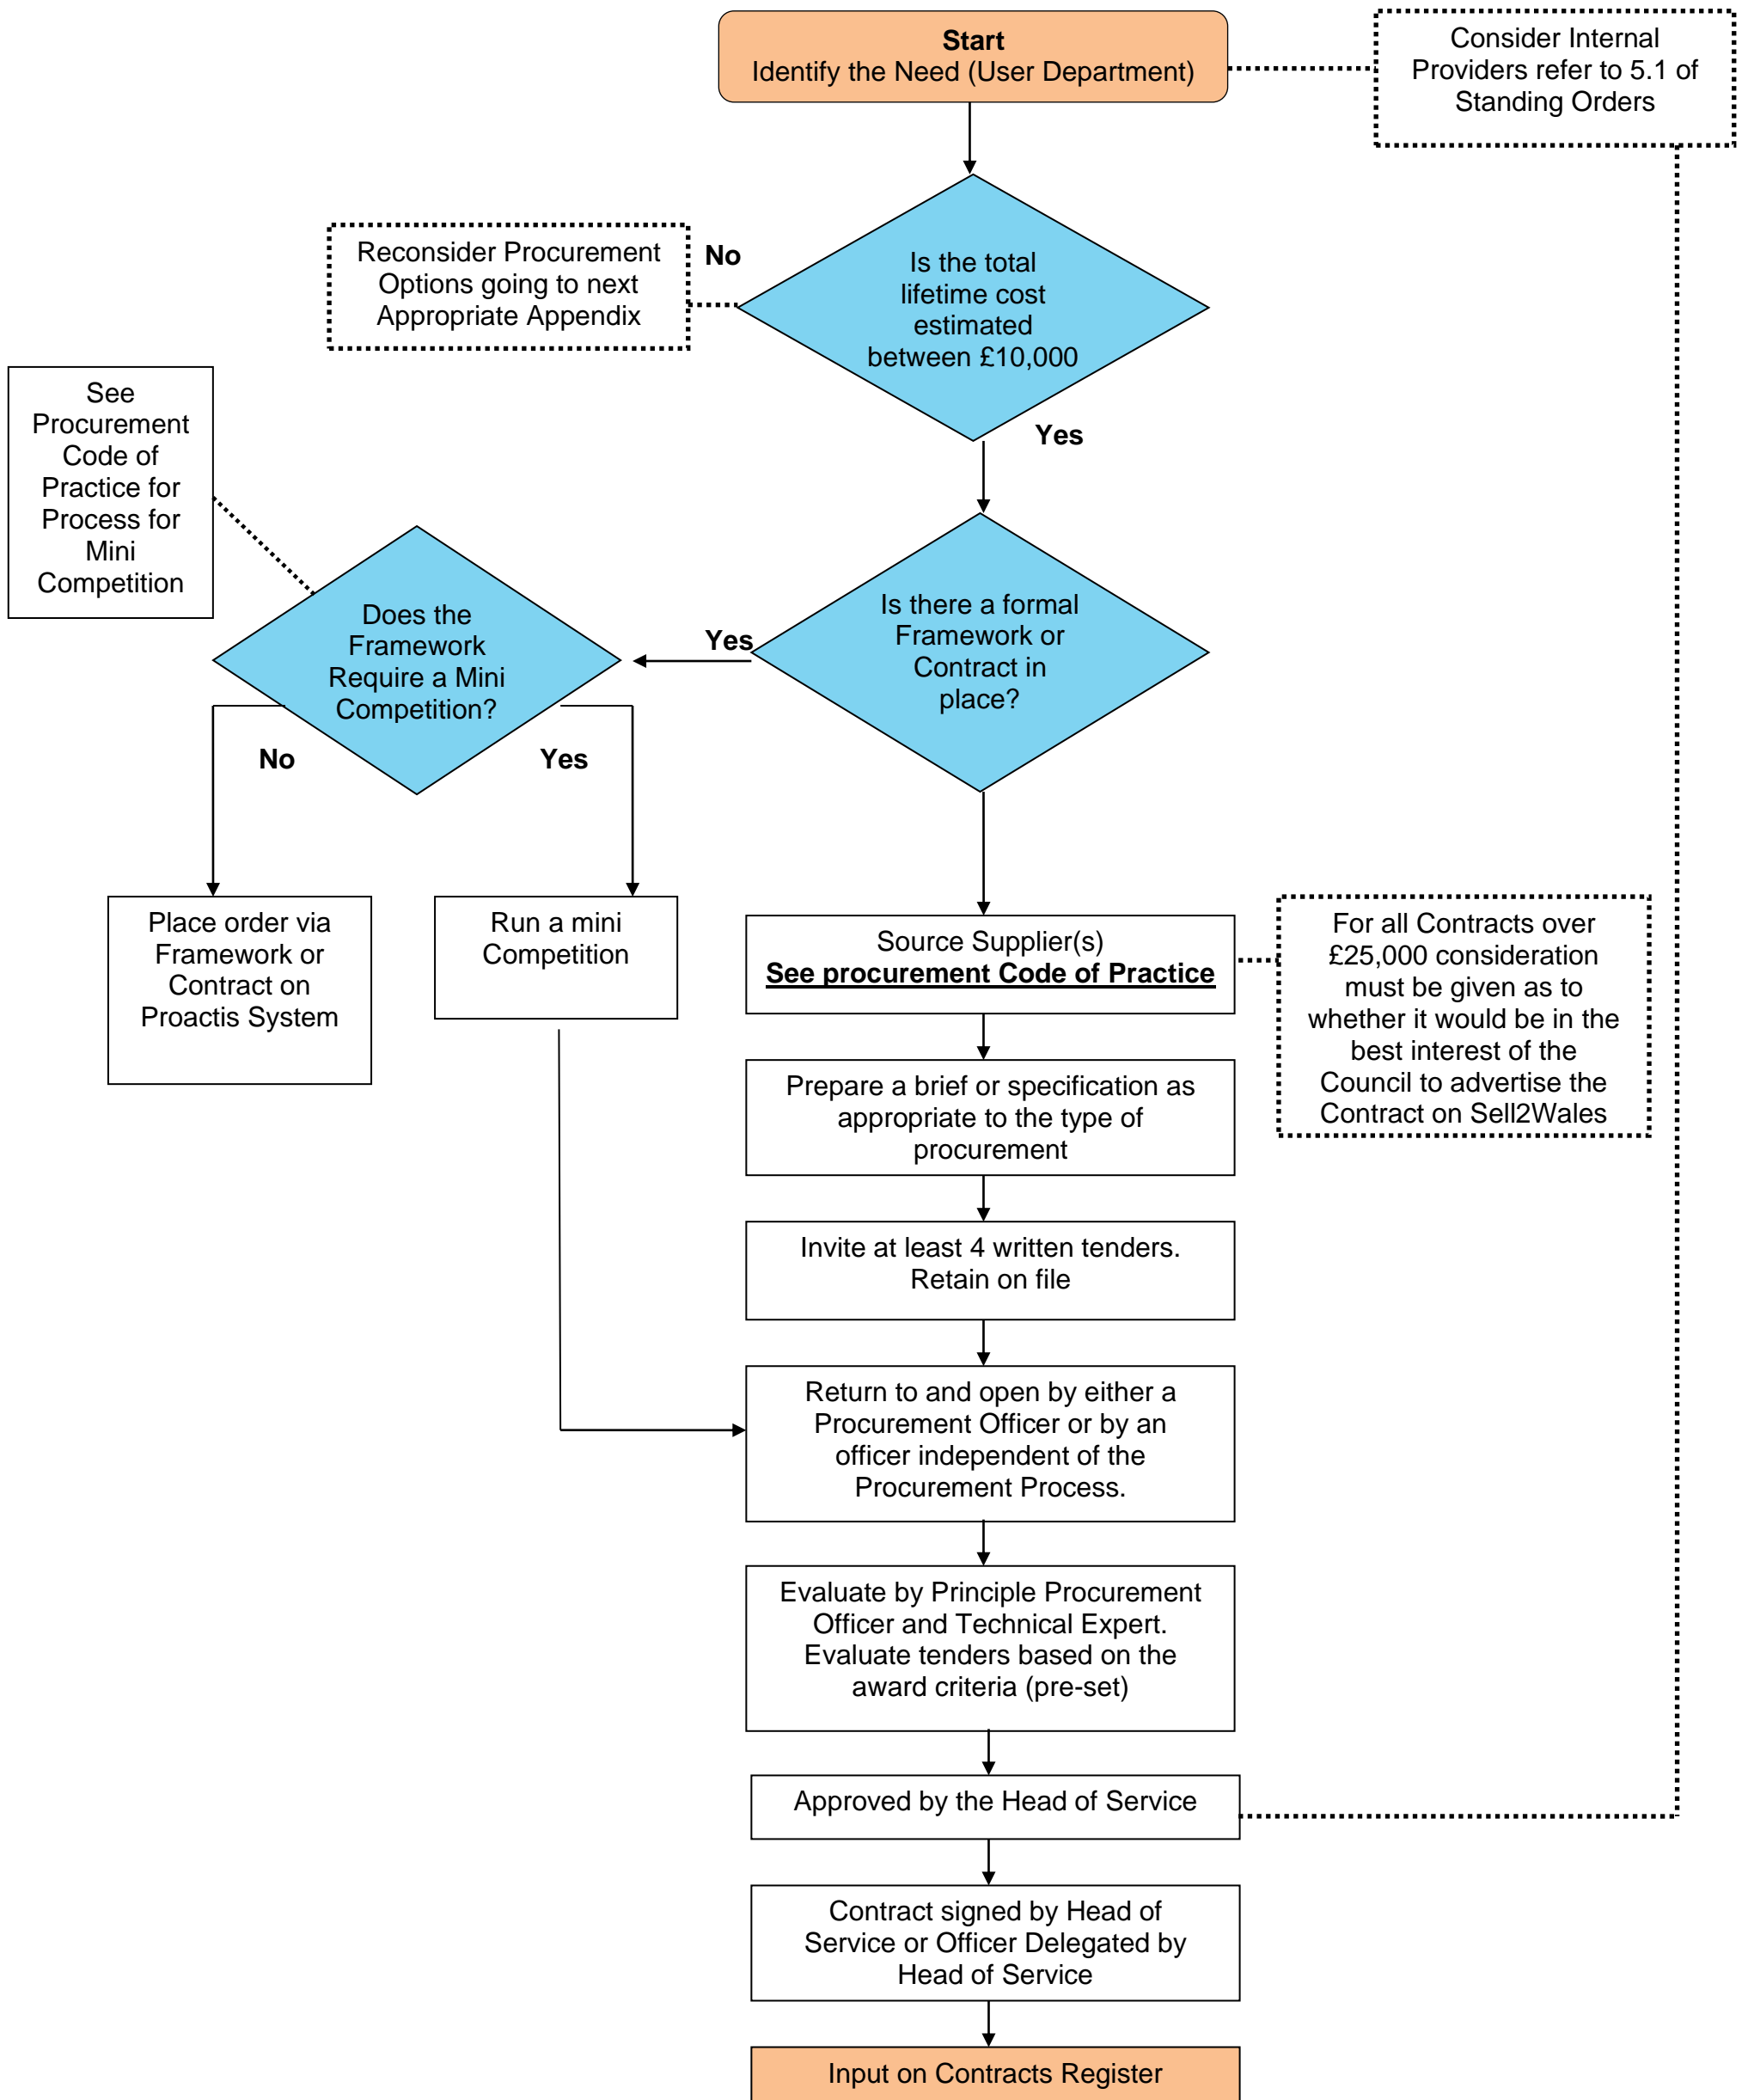 Start
Identify the Need (User Department)
Consider Internal
Providers refer to 5.1 of
Standing Orders
Reconsider Procurement
Options going to next
Appropriate Appendix
No
Is the total
lifetime cost
estimated
between £10,000
Yes
See
Procurement
Code of
Practice for
Process for
Mini
Competition
Does the
Framework
Require a Mini
Competition?
Yes
Is there a formal
Framework or
Contract in
place?
No
Yes
Place order via
Framework or
Contract on
Proactis System
Run a mini
Competition
Source Supplier(s)
See procurement Code of Practice
For all Contracts over
£25,000 consideration
must be given as to
whether it would be in the
best interest of the
Council to advertise the
Contract on Sell2Wales
Prepare a brief or specification as
appropriate to the type of
procurement
Invite at least 4 written tenders.
Retain on file
Return to and open by either a
Procurement Officer or by an
officer independent of the
Procurement Process.
Evaluate by Principle Procurement
Officer and Technical Expert.
Evaluate tenders based on the
award criteria (pre-set)
Approved by the Head of Service
Contract signed by Head of
Service or Officer Delegated by
Head of Service
Input on Contracts Register